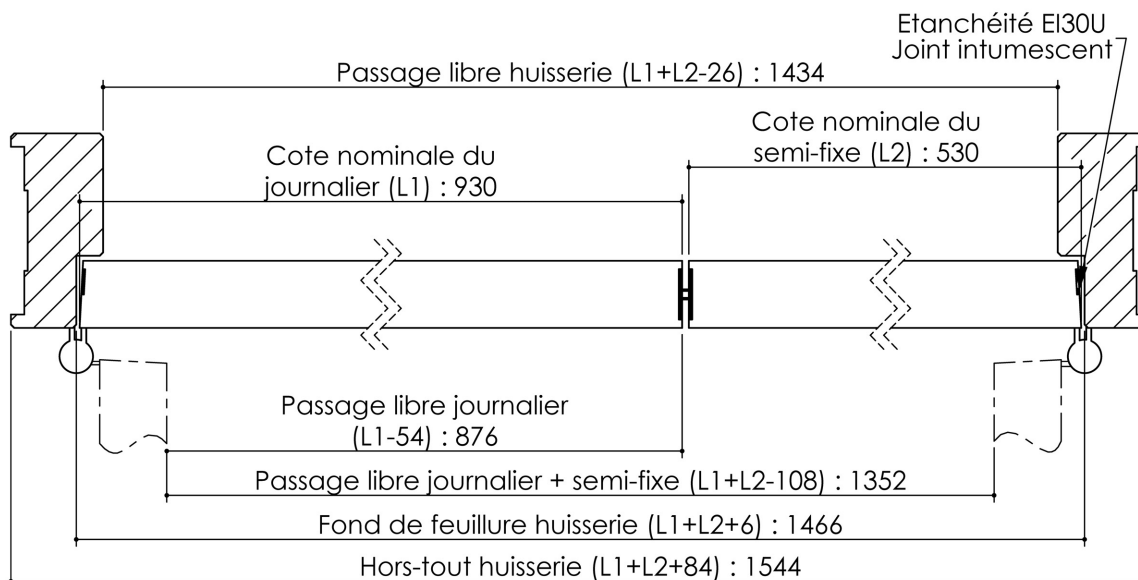 Etanchéité EI30U
Joint intumescent
Passage libre huisserie (L1+L2-26) : 1434
Cote nominale du
semi-fixe (L2) : 530
Cote nominale du
journalier (L1) : 930
Passage libre journalier
(L1-54) : 876
Passage libre journalier + semi-fixe (L1+L2-108) : 1352
Fond de feuillure huisserie (L1+L2+6) : 1466
Hors-tout huisserie (L1+L2+84) : 1544